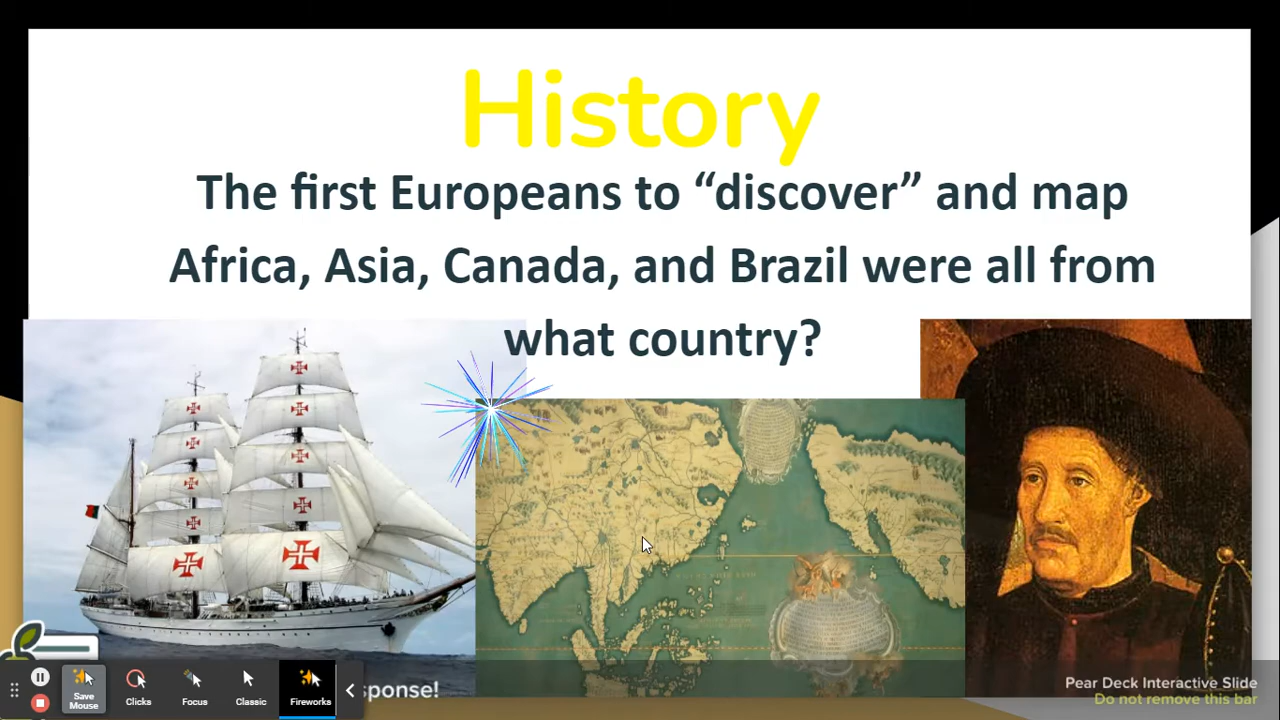 History
The first Europeans to “discover” and map
Africa, Asia, Canada, and Brazil were all from
what country?
sponse!
Pear Deck Interactive Slide
Do not remove this bar
Save
Mouse
Clicks
Focus
Classic
Fireworks